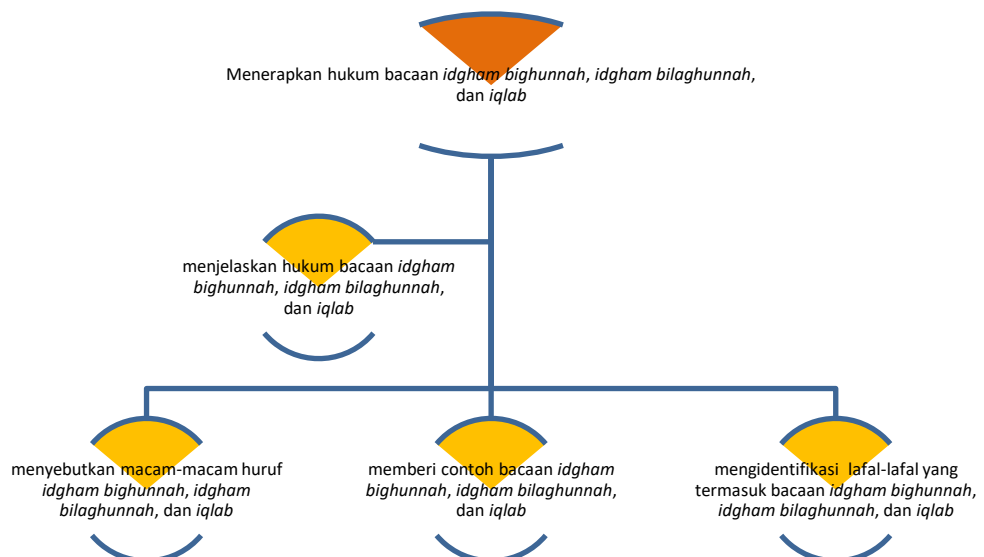 Menerapkan hukum bacaan idgham bighunnah, idgham bilaghunnah,
dan iqlab
menjelaskan hukum bacaan idgham
bighunnah, idgham bilaghunnah,
dan iqlab
menyebutkan macam-macam huruf
idgham bighunnah, idgham
bilaghunnah, dan iqlab
memberi contoh bacaan idgham
bighunnah, idgham bilaghunnah,
dan iqlab
mengidentifikasi lafal-lafal yang
termasuk bacaan idgham bighunnah,
idgham bilaghunnah, dan iqlab